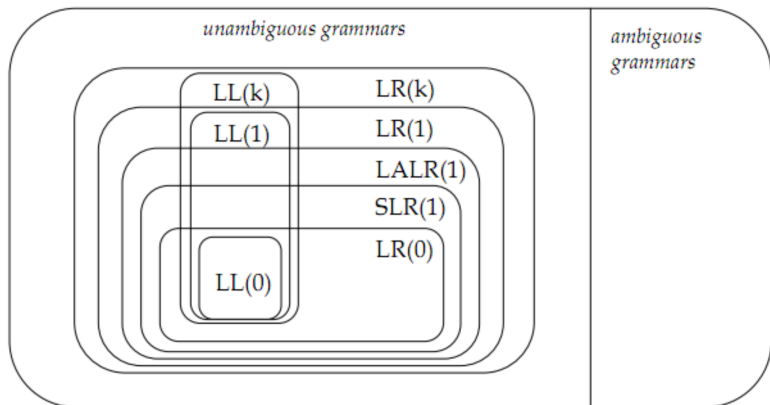 unambiguous grammars
ambiguous
grammars
LL(k)
LR(k)
LL(1)
LR(1)
LALR(1)
SLR(1)
LR(0)
LL(0)